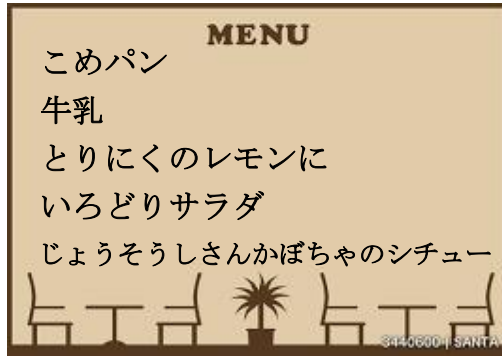 MENU
こめパン
牛乳
とりにくのレモンに
いろどりサラダ
じょうそうしさんかぼちゃのシチュー
3440600 | SANTA